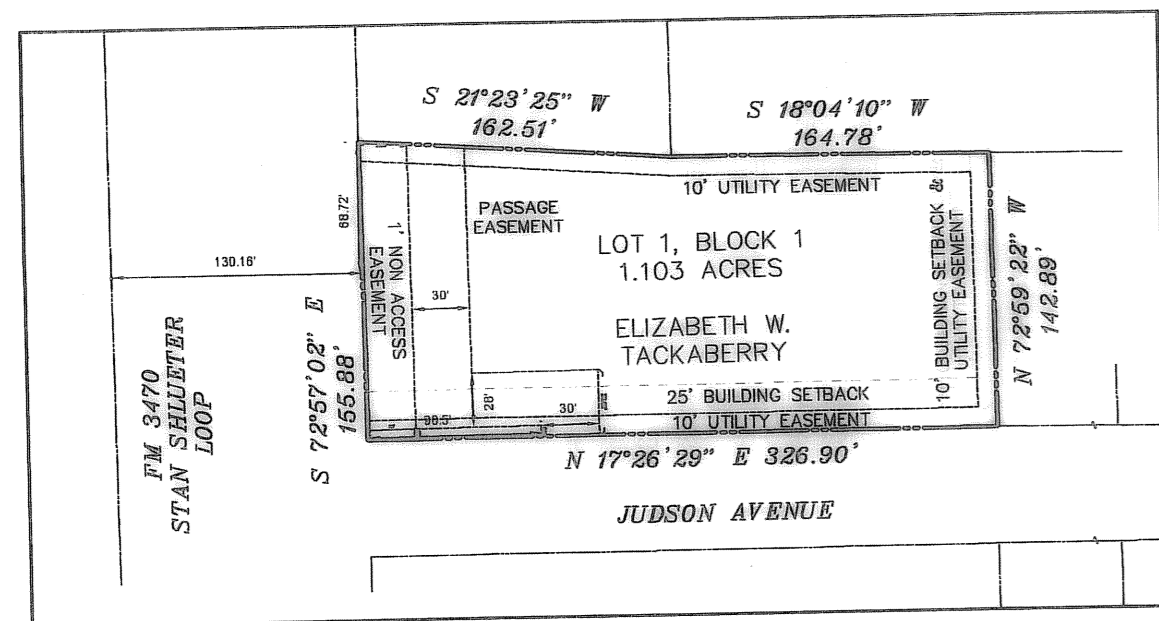 S 21°23'25" W
162.51'
S 18°04'10" W
164.78'
10' UTILITY EASEMENT
PASSAGE
EASEMENT
LOT 1, BLOCK 1
1.103 ACRES
ELIZABETH W.
TACKABERRY
68.72'
1' NON ACCESS
EASEMENT
130.16'
30'
10' BUILDING SETBACK &
UTILITY EASEMENT
N 72°59'22" W
142.89'
FM 3470
STAN SHLUETER
LOOP
S 72°57'02" E
155.88'
28'
30'
98.5'
25' BUILDING SETBACK
10' UTILITY EASEMENT
N 17°26'29" E 326.90'
JUDSON AVENUE